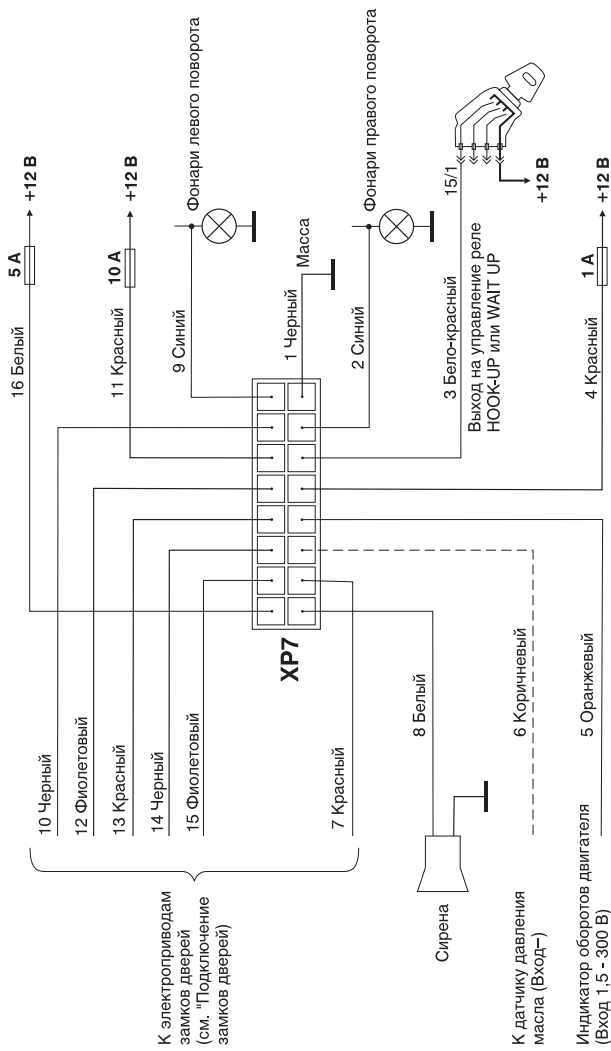 16 Белый
5 А
+12 В
11 Красный
10 А
+12 В
9 Синий
Фонари левого поворота
1 Черный
Масса
2 Синий
Фонари правого поворота
3 Бело-красный
15/1
Выход на управление реле
HOOK-UP или WAIT UP
+12 В
4 Красный
1 А
+12 В
XP7
10 Черный
12 Фиолетовый
13 Красный
14 Черный
15 Фиолетовый
7 Красный
К электроприводам
замков дверей
(см. "Подключение
замков дверей)
8 Белый
Сирена
6 Коричневый
К датчику давления
масла (Вход–)
5 Оранжевый
Индикатор оборотов двигателя
(Вход 1,5 - 300 В)